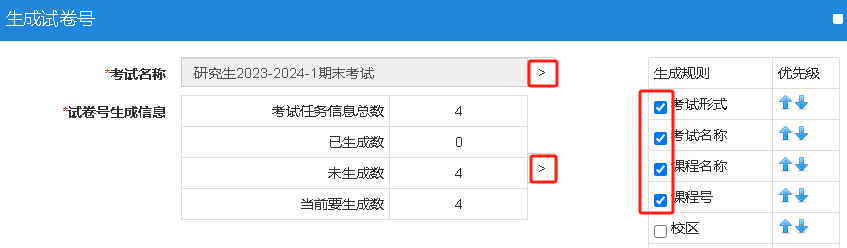 生成试卷号
*考试名称 研究生2023-2024-1期末考试 >
*试卷号生成信息
考试任务信息总数 4
已生成数 0
未生成数 4 >
当前要生成数 4
生成规则 优先级
考试形式
考试名称
课程名称
课程号
校区